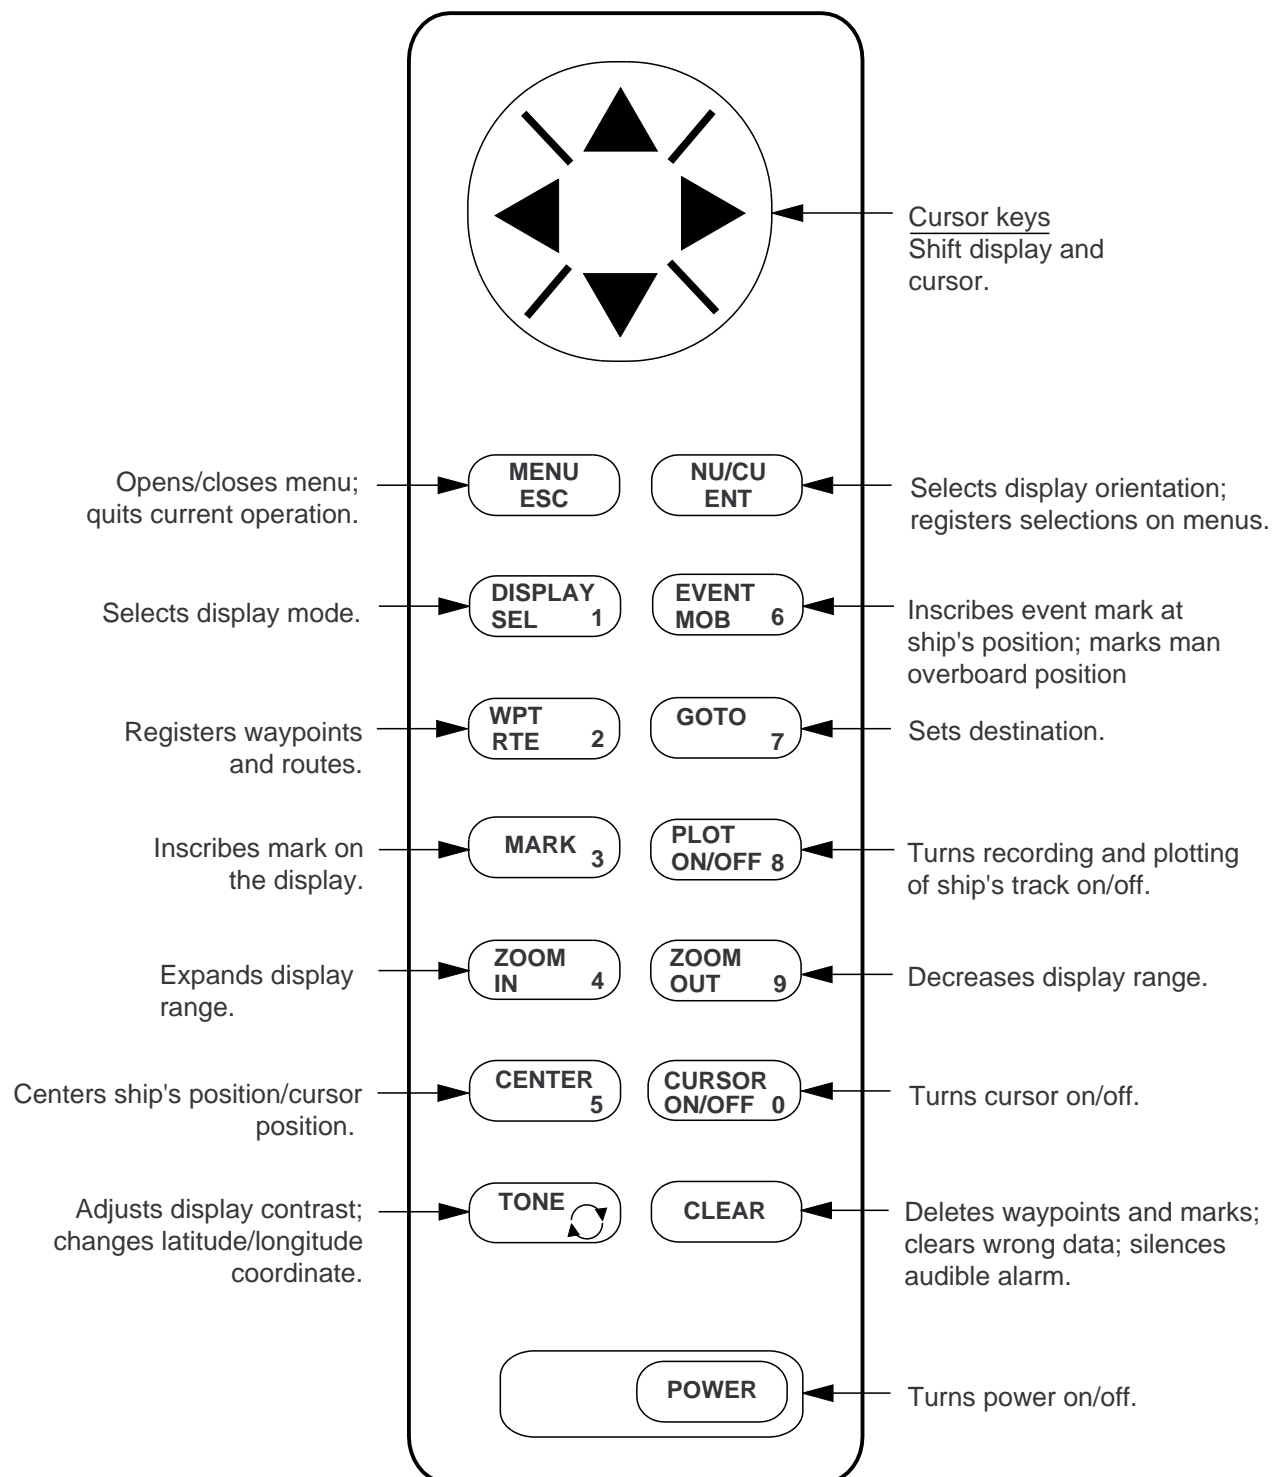 Cursor keys
Shift display and
cursor.
Opens/closes menu;
quits current operation.
MENU
ESC
NU/CU
ENT
Selects display orientation;
registers selections on menus.
Selects display mode.
DISPLAY
SEL 1
EVENT
MOB 6
Inscribes event mark at
ship's position; marks man
overboard position
Registers waypoints
and routes.
WPT
RTE 2
GOTO
7
Sets destination.
Inscribes mark on
the display.
MARK
3
PLOT
ON/OFF 8
Turns recording and plotting
of ship's track on/off.
Expands display
range.
ZOOM
IN 4
ZOOM
OUT 9
Decreases display range.
Centers ship's position/cursor
position.
CENTER
5
CURSOR
ON/OFF 0
Turns cursor on/off.
Adjusts display contrast;
changes latitude/longitude
coordinate.
TONE
CLEAR
Deletes waypoints and marks;
clears wrong data; silences
audible alarm.
POWER
Turns power on/off.